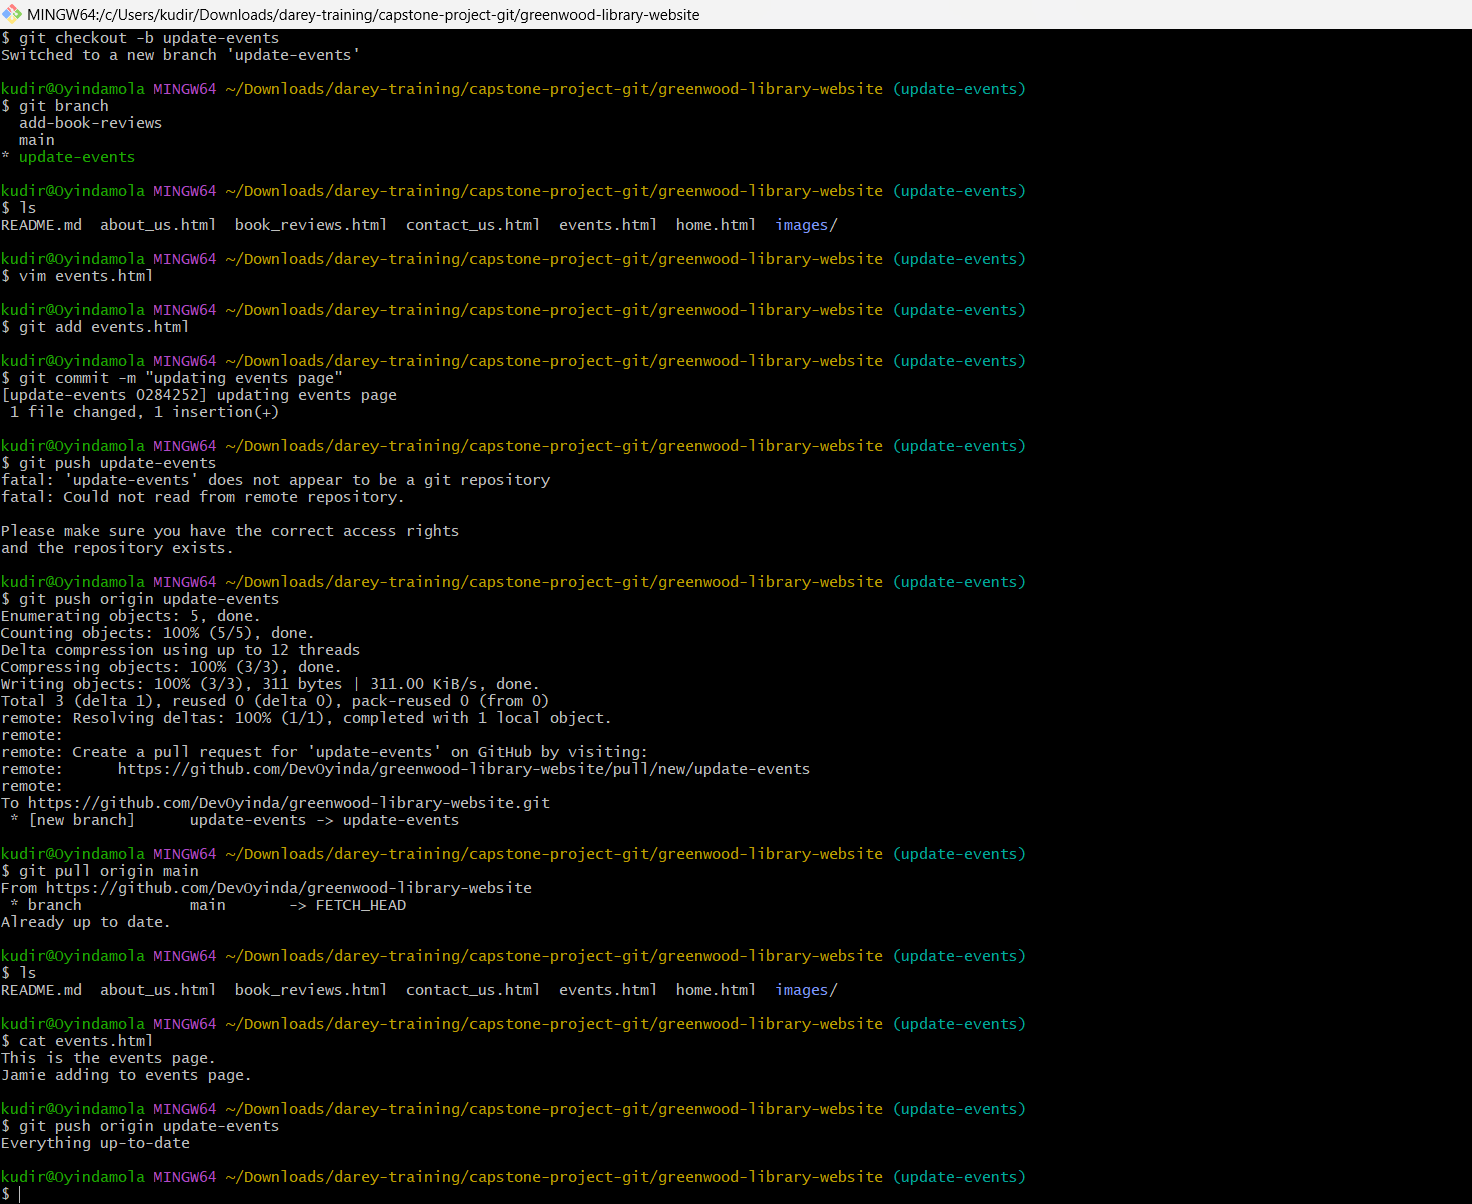 MINGW64:/c/Users/kudir/Downloads/darey-training/capstone-project-git/greenwood-library-website
$ git checkout -b update-events
Switched to a new branch 'update-events'
kudir@Oyindamola MINGW64 ~/Downloads/darey-training/capstone-project-git/greenwood-library-website (update-events)
$ git branch
  add-book-reviews
  main
* update-events
kudir@Oyindamola MINGW64 ~/Downloads/darey-training/capstone-project-git/greenwood-library-website (update-events)
$ ls
README.md  about_us.html  book_reviews.html  contact_us.html  events.html  home.html  images/
kudir@Oyindamola MINGW64 ~/Downloads/darey-training/capstone-project-git/greenwood-library-website (update-events)
$ vim events.html
kudir@Oyindamola MINGW64 ~/Downloads/darey-training/capstone-project-git/greenwood-library-website (update-events)
$ git add events.html
kudir@Oyindamola MINGW64 ~/Downloads/darey-training/capstone-project-git/greenwood-library-website (update-events)
$ git commit -m "updating events page"
[update-events 0284252] updating events page
 1 file changed, 1 insertion(+)
kudir@Oyindamola MINGW64 ~/Downloads/darey-training/capstone-project-git/greenwood-library-website (update-events)
$ git push update-events
fatal: 'update-events' does not appear to be a git repository
fatal: Could not read from remote repository.
Please make sure you have the correct access rights
and the repository exists.
kudir@Oyindamola MINGW64 ~/Downloads/darey-training/capstone-project-git/greenwood-library-website (update-events)
$ git push origin update-events
Enumerating objects: 5, done.
Counting objects: 100% (5/5), done.
Delta compression using up to 12 threads
Compressing objects: 100% (3/3), done.
Writing objects: 100% (3/3), 311 bytes | 311.00 KiB/s, done.
Total 3 (delta 1), reused 0 (delta 0), pack-reused 0 (from 0)
remote: Resolving deltas: 100% (1/1), completed with 1 local object.
remote:
remote: Create a pull request for 'update-events' on GitHub by visiting:
remote:      https://github.com/DevOyinda/greenwood-library-website/pull/new/update-events
remote:
To https://github.com/DevOyinda/greenwood-library-website.git
 * [new branch]      update-events -> update-events
kudir@Oyindamola MINGW64 ~/Downloads/darey-training/capstone-project-git/greenwood-library-website (update-events)
$ git pull origin main
From https://github.com/DevOyinda/greenwood-library-website
 * branch            main       -> FETCH_HEAD
Already up to date.
kudir@Oyindamola MINGW64 ~/Downloads/darey-training/capstone-project-git/greenwood-library-website (update-events)
$ ls
README.md  about_us.html  book_reviews.html  contact_us.html  events.html  home.html  images/
kudir@Oyindamola MINGW64 ~/Downloads/darey-training/capstone-project-git/greenwood-library-website (update-events)
$ cat events.html
This is the events page.
Jamie adding to events page.
kudir@Oyindamola MINGW64 ~/Downloads/darey-training/capstone-project-git/greenwood-library-website (update-events)
$ git push origin update-events
Everything up-to-date
kudir@Oyindamola MINGW64 ~/Downloads/darey-training/capstone-project-git/greenwood-library-website (update-events)
$